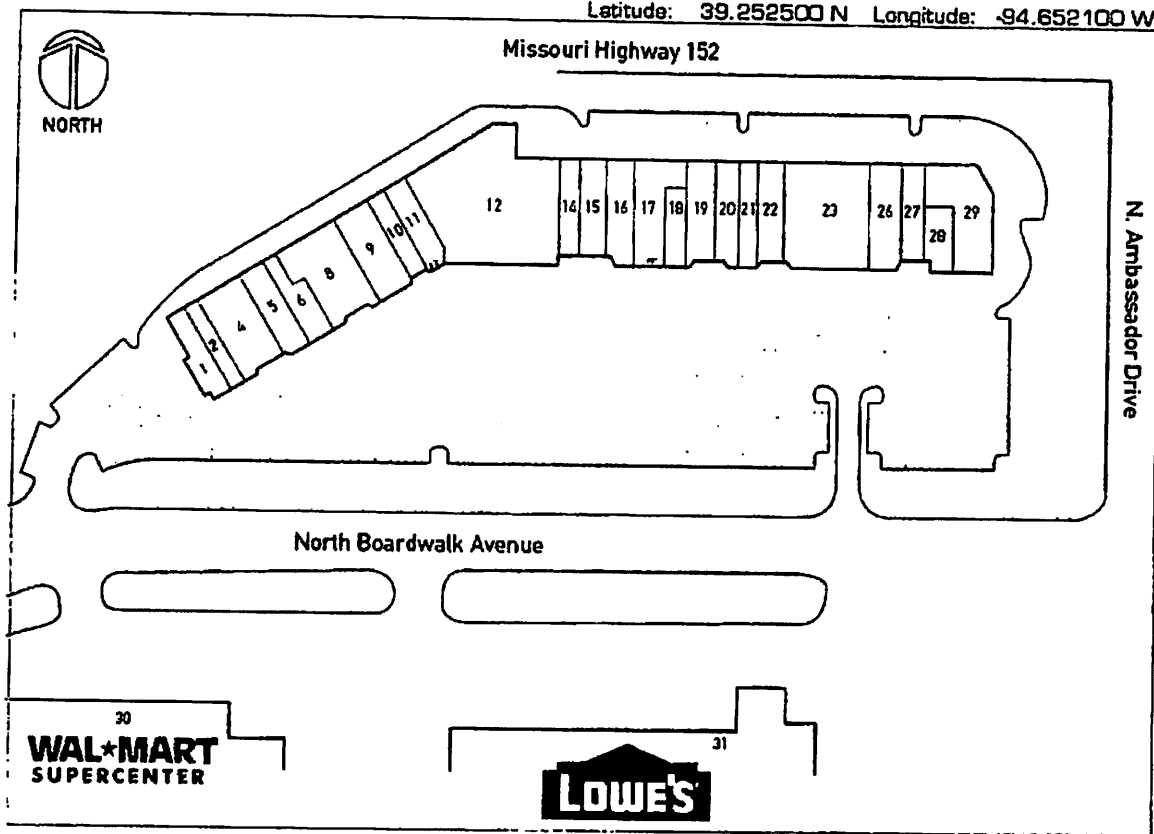 Latitude: 39.252500 N Longitude: -94.652100 W
Missouri Highway 152
NORTH
N. Ambassador Drive
12
14 15 16 17 18 19 20 21 22 23 26 27 28 29
1 2 4 5 6 8 9 10 11
North Boardwalk Avenue
30
WAL★MART
SUPERCENTER
31
LOWE'S